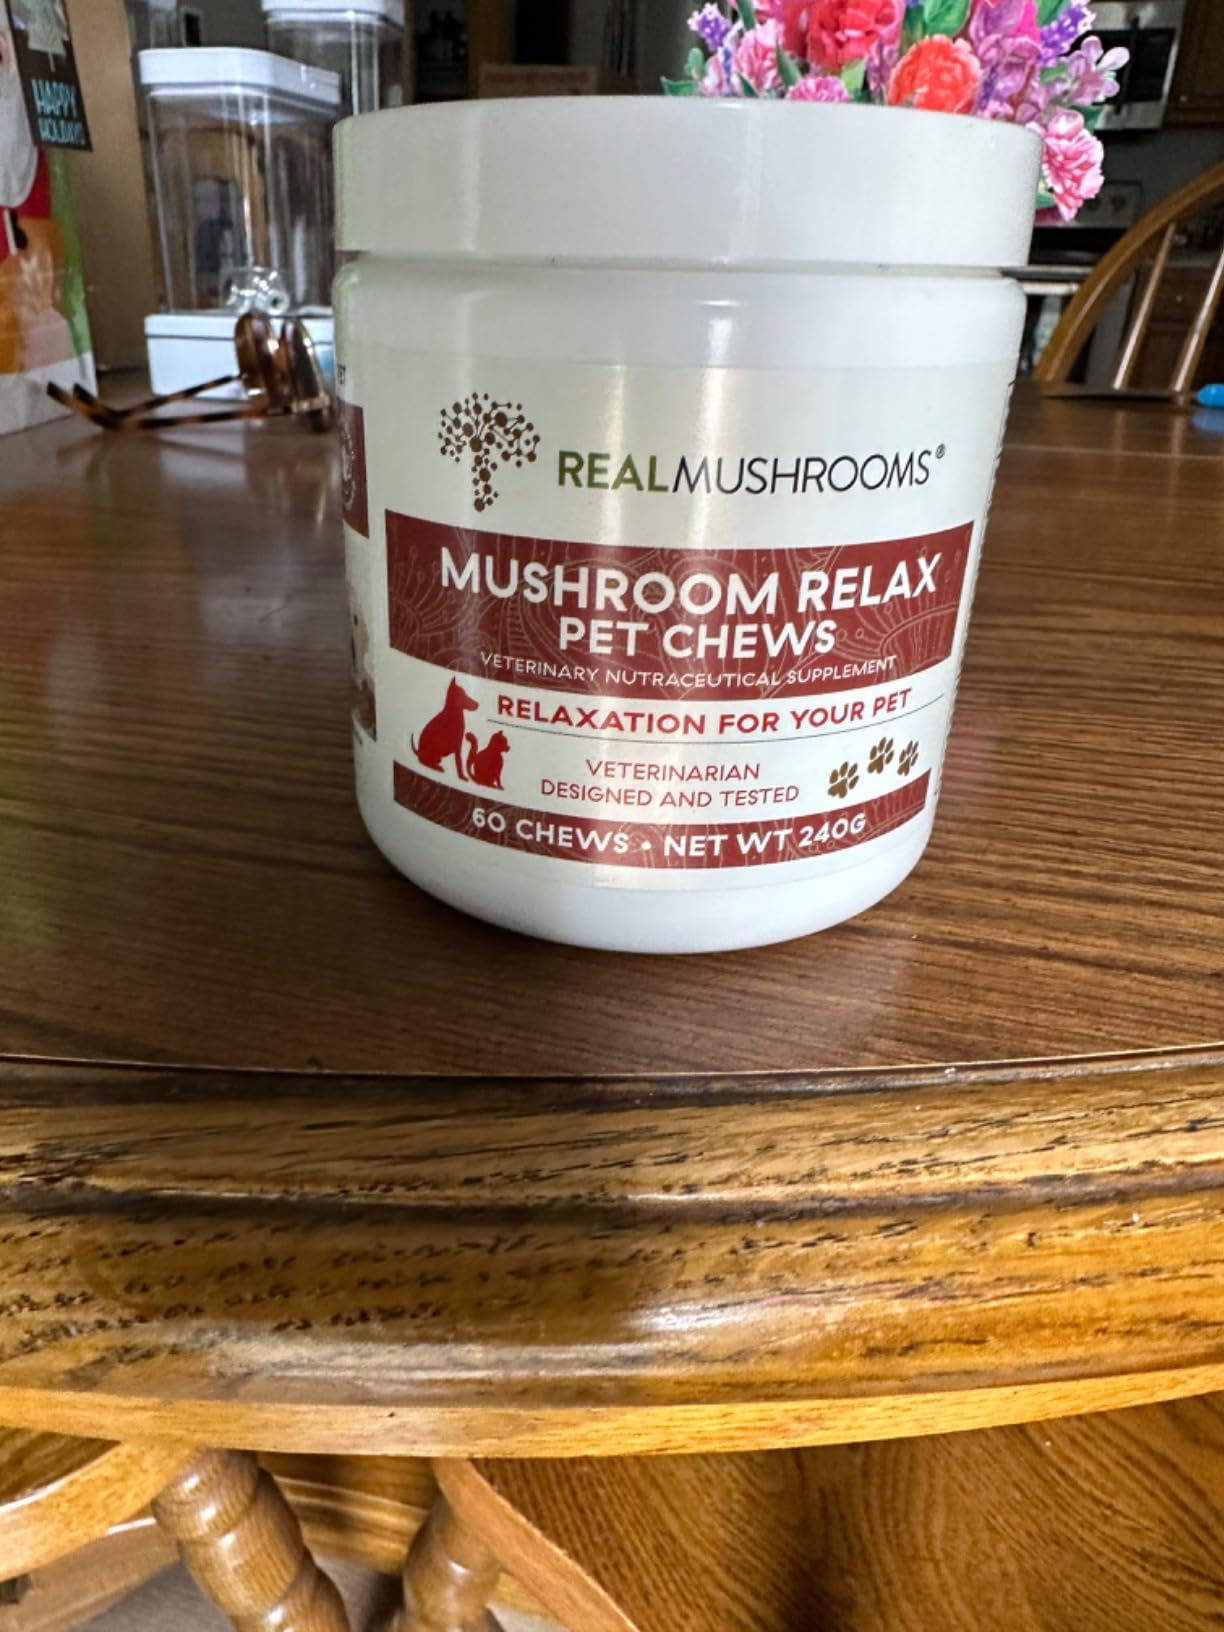 HAPPY
HOLIDAYS
REALMUSHROOMS®
MUSHROOM RELAX
PET CHEWS
VETERINARY NUTRACEUTICAL SUPPLEMENT
RELAXATION FOR YOUR PET
VETERINARIAN
DESIGNED AND TESTED
60 CHEWS • NET WT 240G